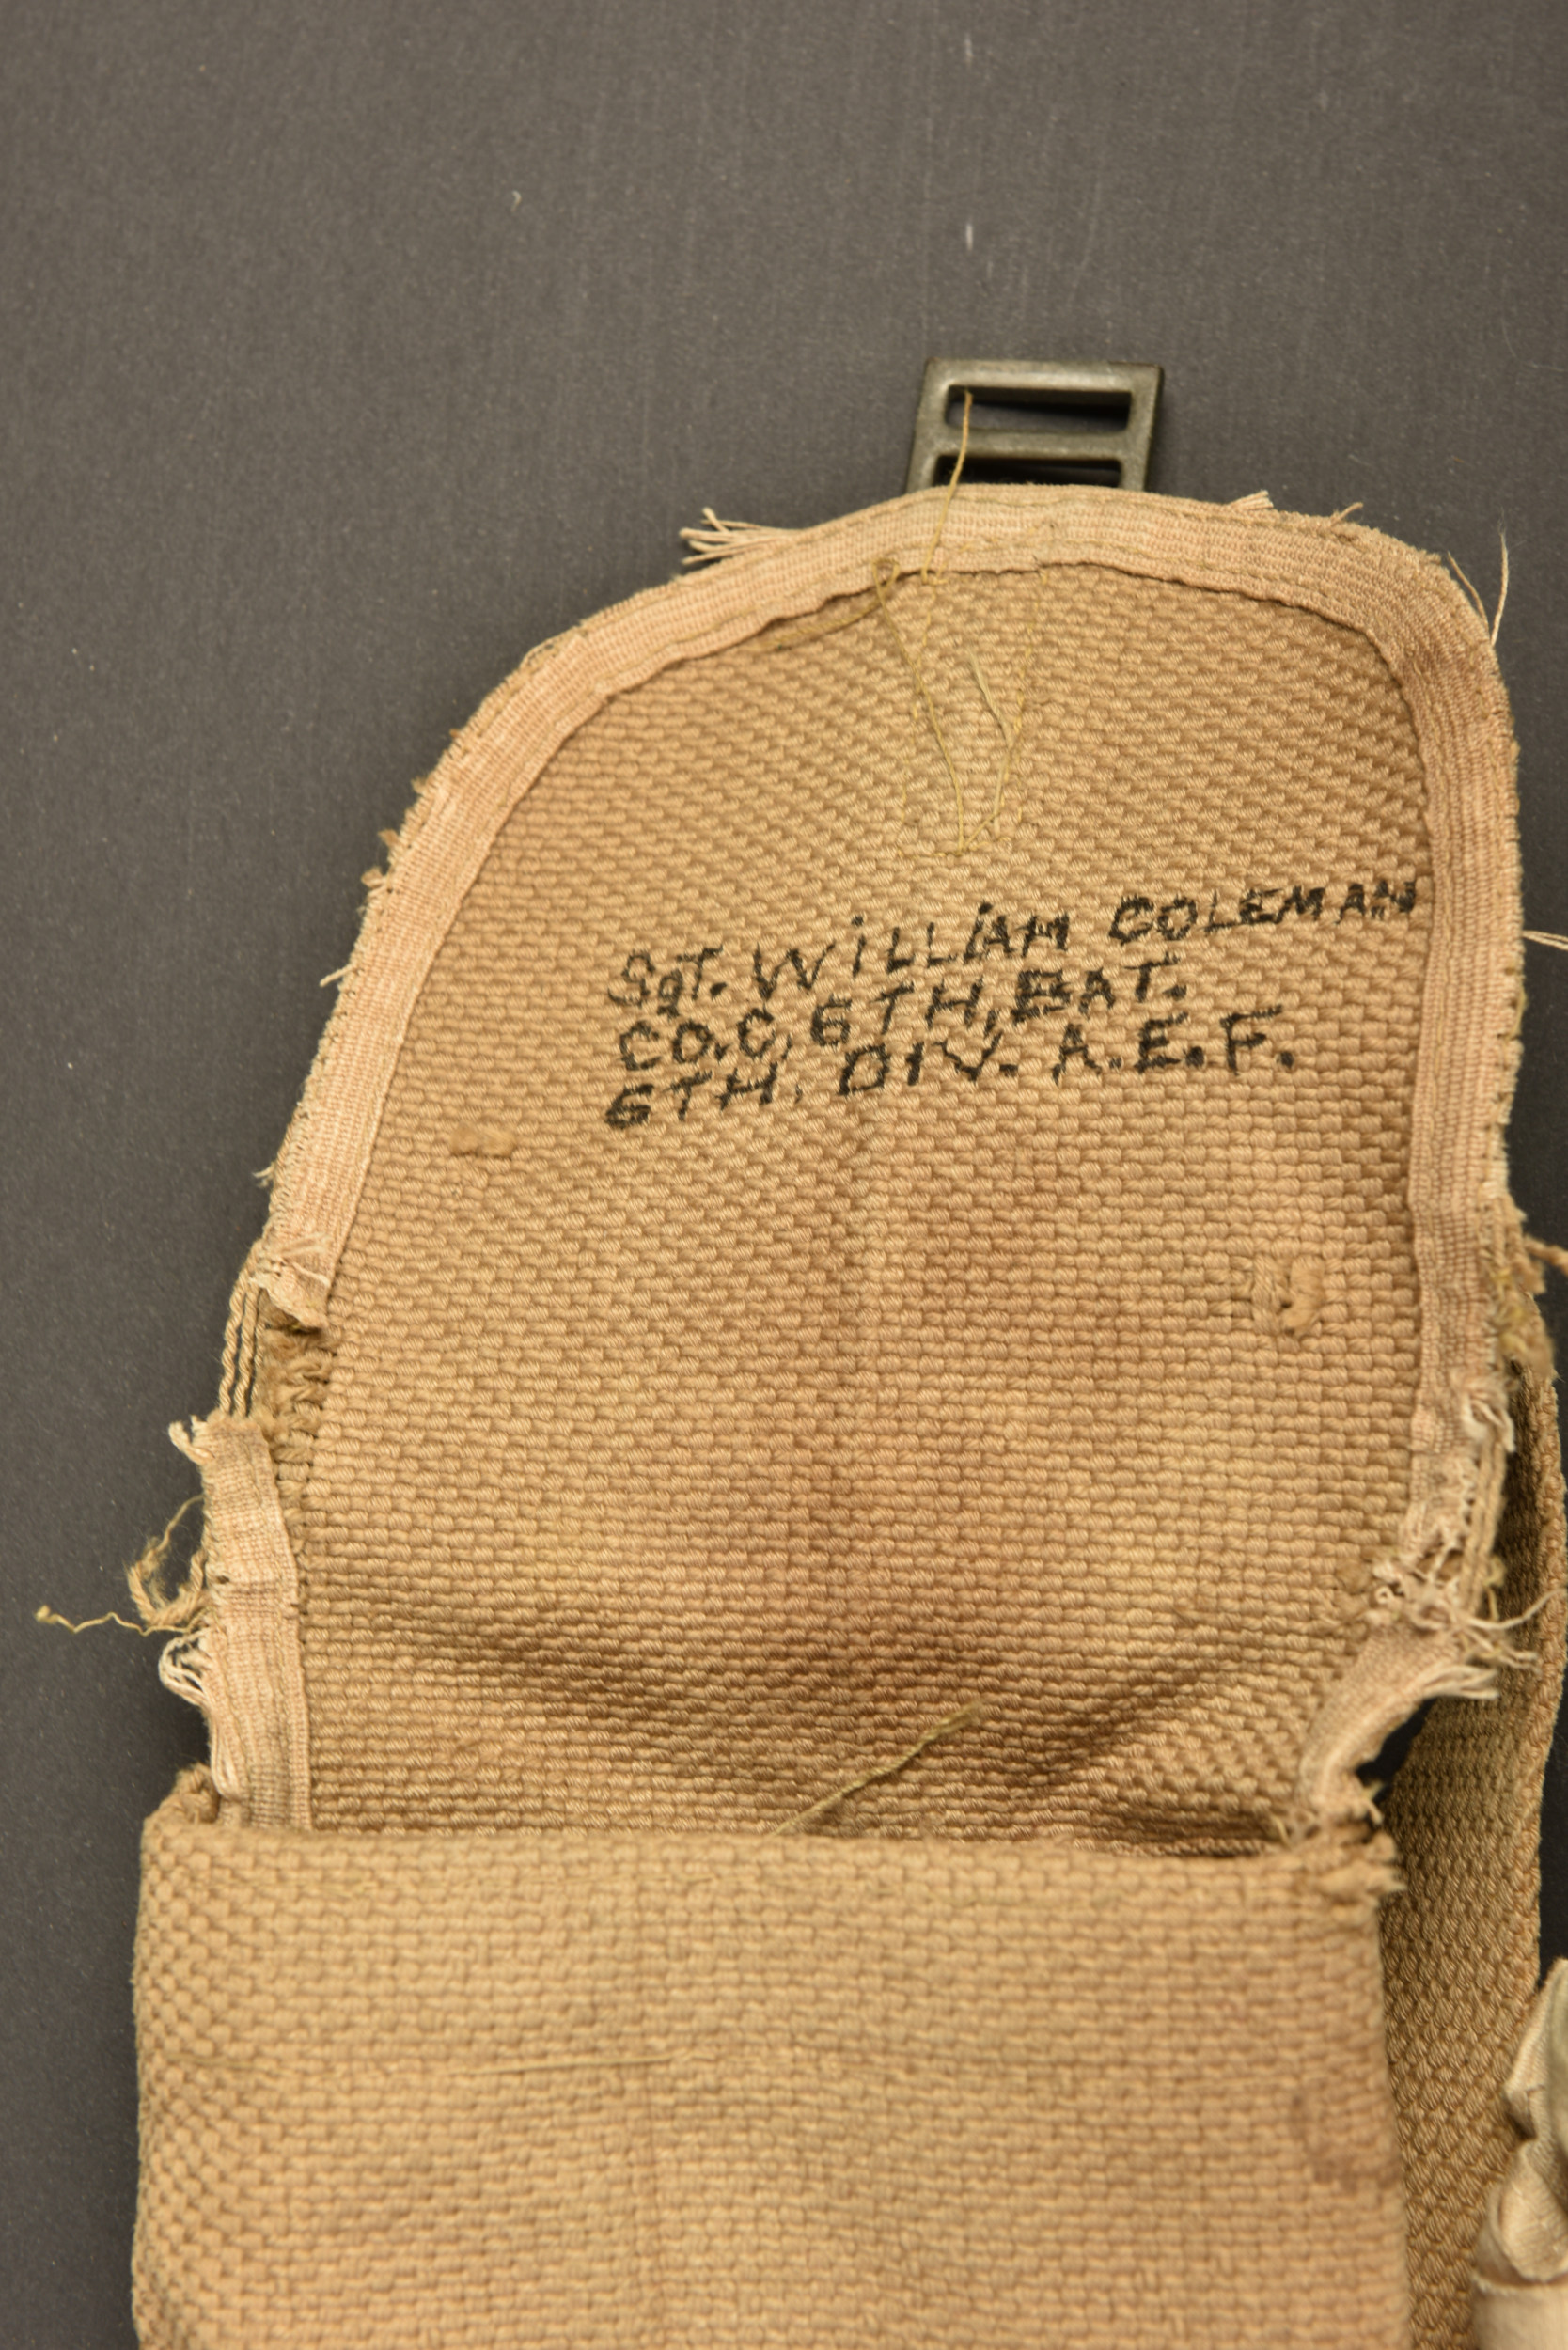 SgT. WiLLiAM COLEMAN
CO.C, 6TH, BAT.
6TH. DIV. A.E.F.